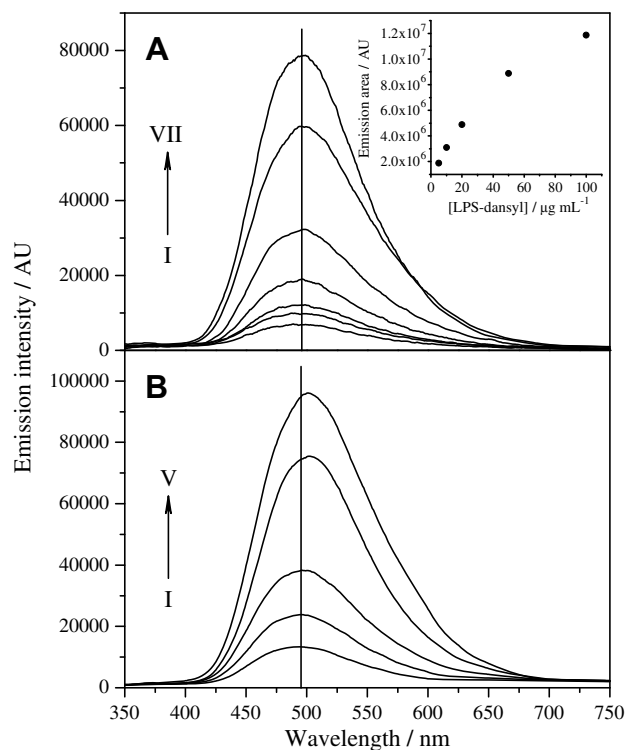 A
80000
60000
40000
20000
0
VII
I
Emission area / AU
1.2x10⁷
1.0x10⁷
8.0x10⁶
6.0x10⁶
4.0x10⁶
2.0x10⁶
0 20 40 60 80 100
[LPS-dansyl] / μg mL⁻¹
Emission intensity / AU
B
100000
80000
60000
40000
20000
0
V
I
350 400 450 500 550 600 650 700 750
Wavelength / nm